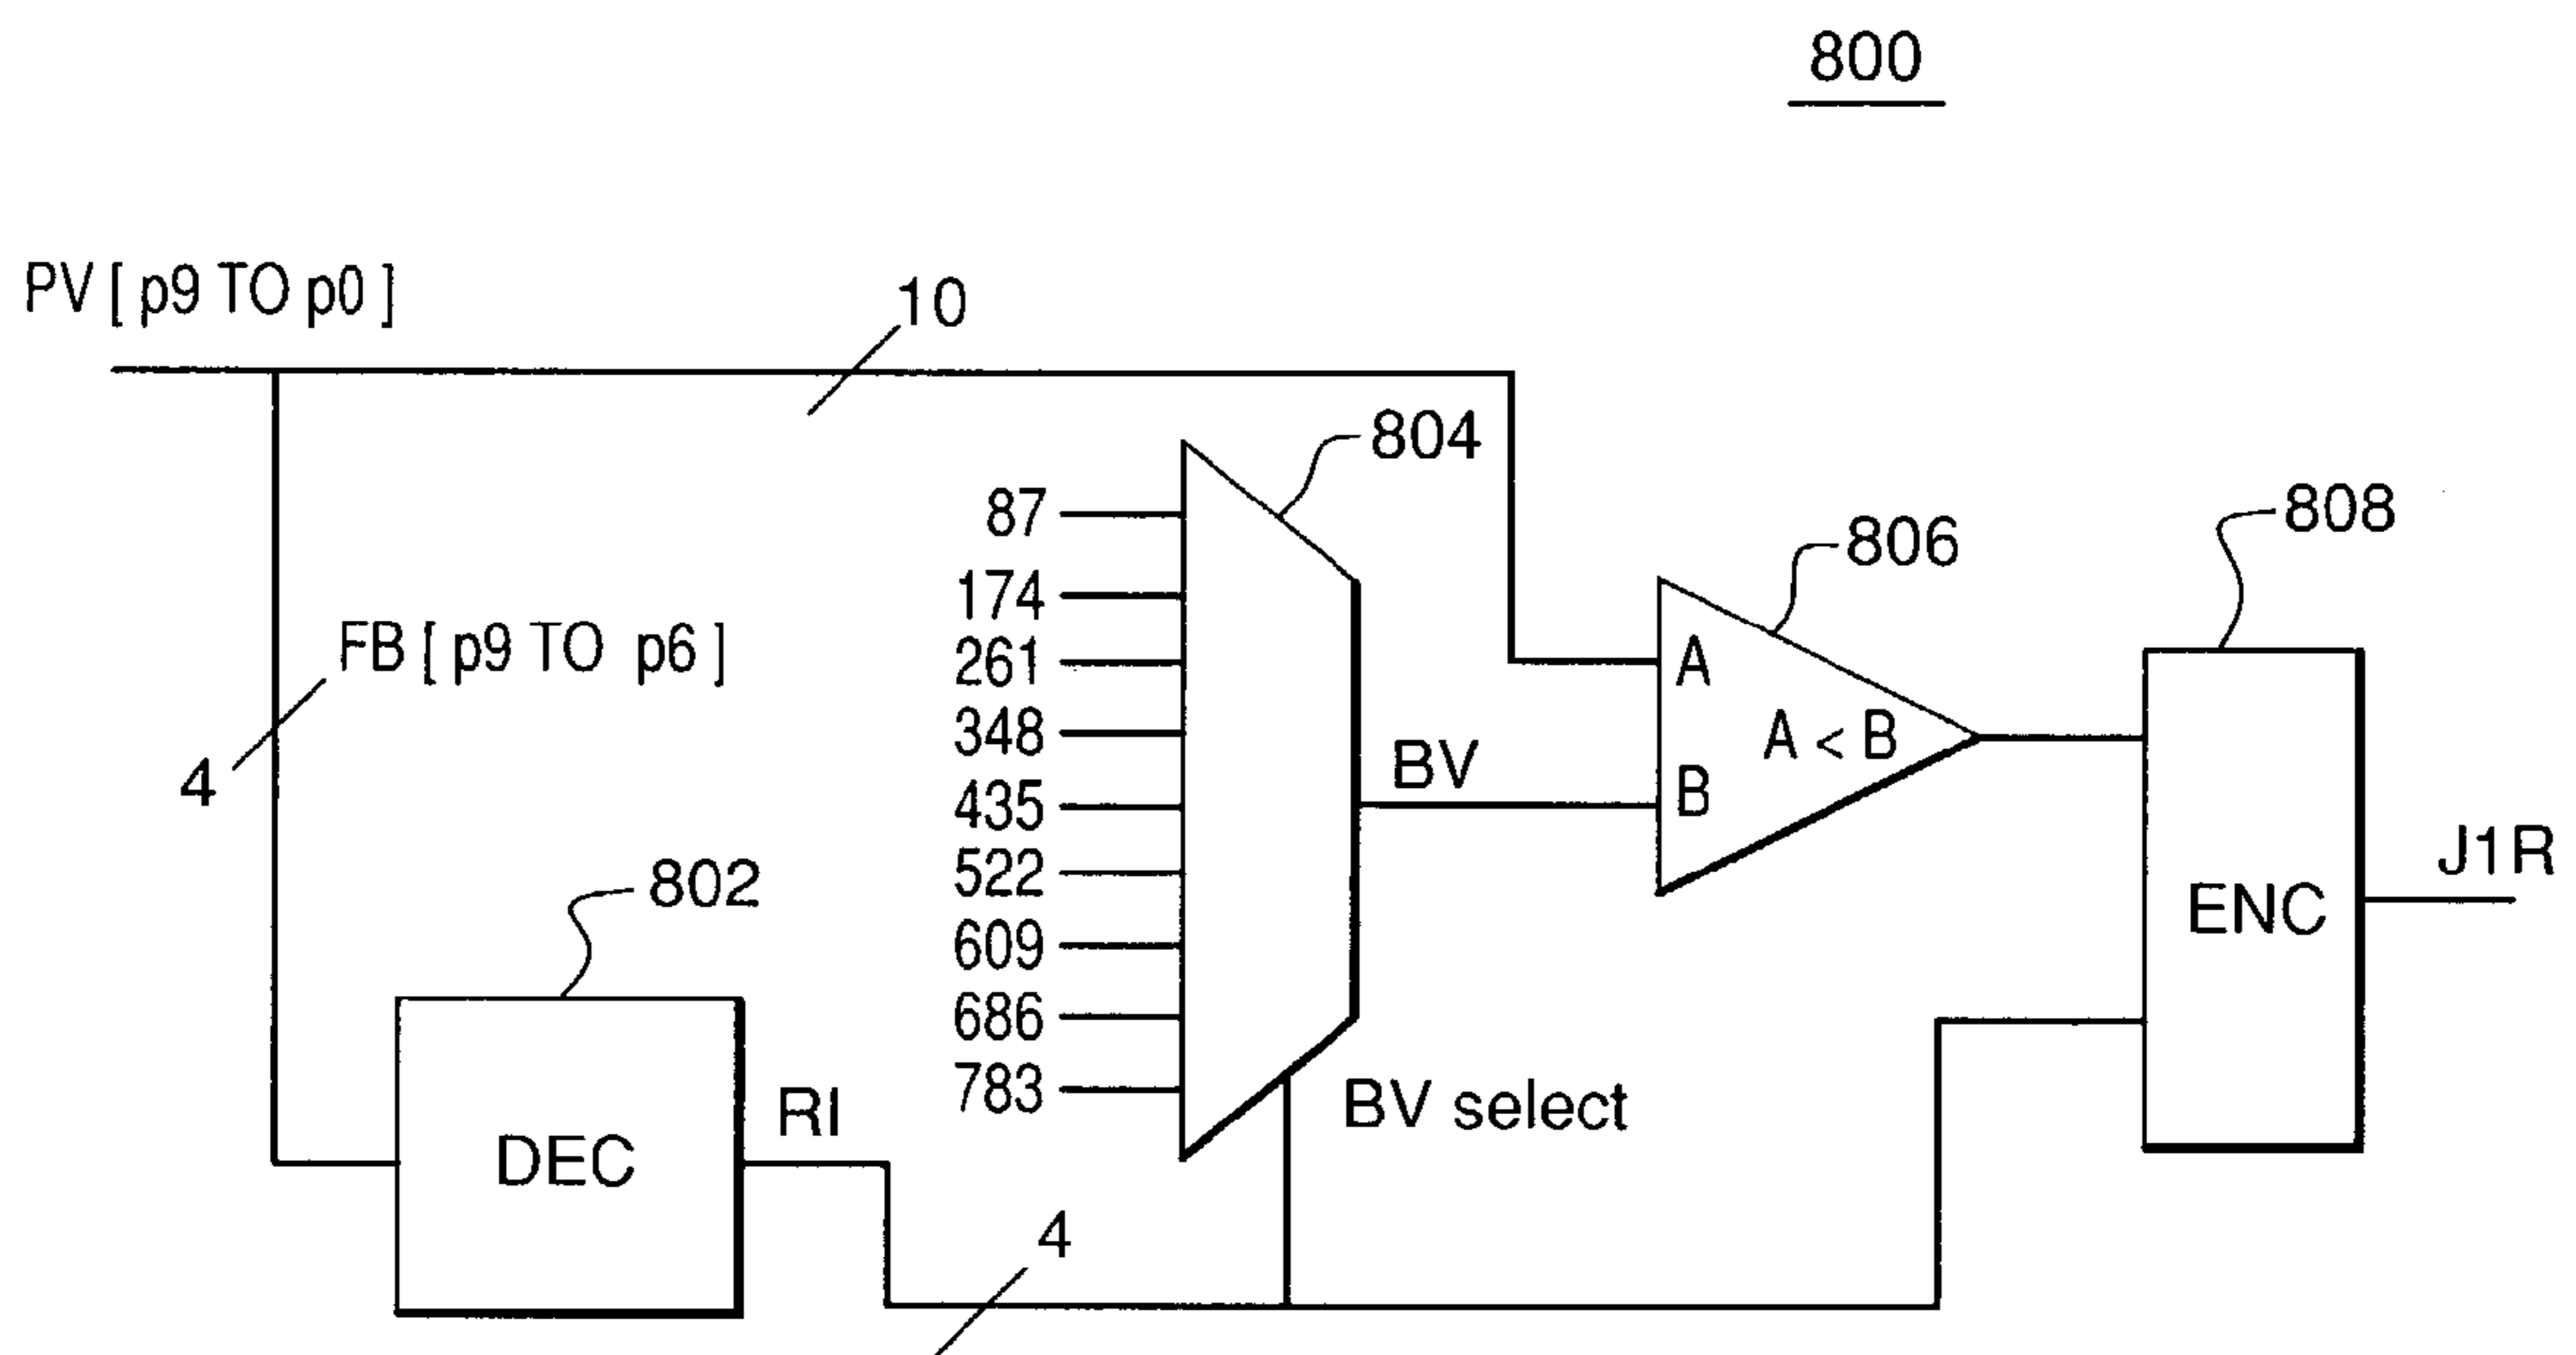 800
PV [ p9 TO p0 ]
10
804
87
174
261
348
435
522
609
686
783
806
808
A
A < B
B
BV
FB [ p9 TO p6 ]
4
802
DEC
RI
BV select
4
ENC
J1R